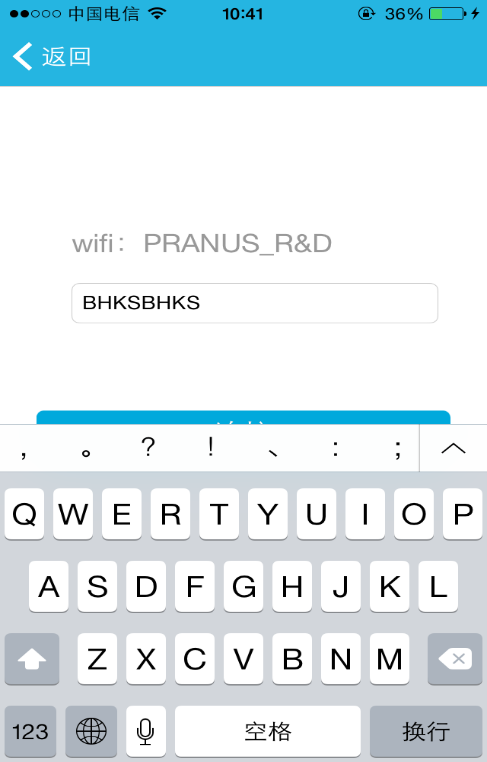 中国电信 10:41 36%
返回
wifi： PRANUS_R&D
BHKSBHKS
， 。 ？ ！ 、 ： ；
Q W E R T Y U I O P
A S D F G H J K L
Z X C V B N M
123 空格 换行